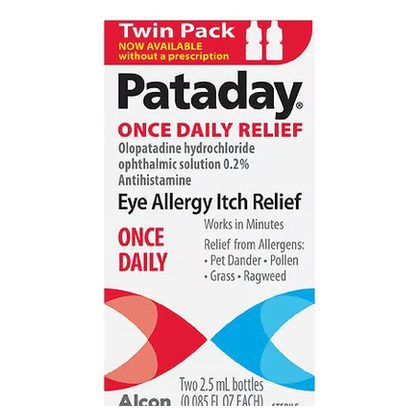 Twin Pack
NOW AVAILABLE
without a prescription
Pataday®
ONCE DAILY RELIEF
Olopatadine hydrochloride
ophthalmic solution 0.2%
Antihistamine
Eye Allergy Itch Relief
Works in Minutes
ONCE
DAILY
Relief from Allergens:
• Pet Dander • Pollen
• Grass • Ragweed
Two 2.5 mL bottles
(0.085 FL OZ EACH)
Alcon
STERILE